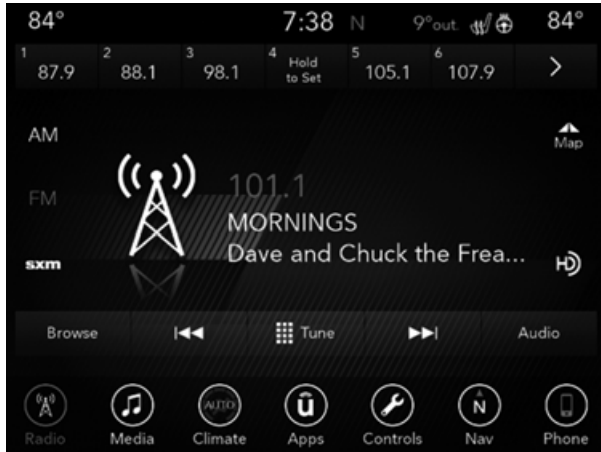 84° 7:38 N 9°out. 84°
1 87.9 2 88.1 3 98.1 4 Hold to Set 5 105.1 6 107.9 >
AM
Map
101.1
FM
MORNINGS
Dave and Chuck the Frea...
sxm
HD
Browse Tune Audio
AUTO N
Radio Media Climate ū Apps Controls Nav Phone